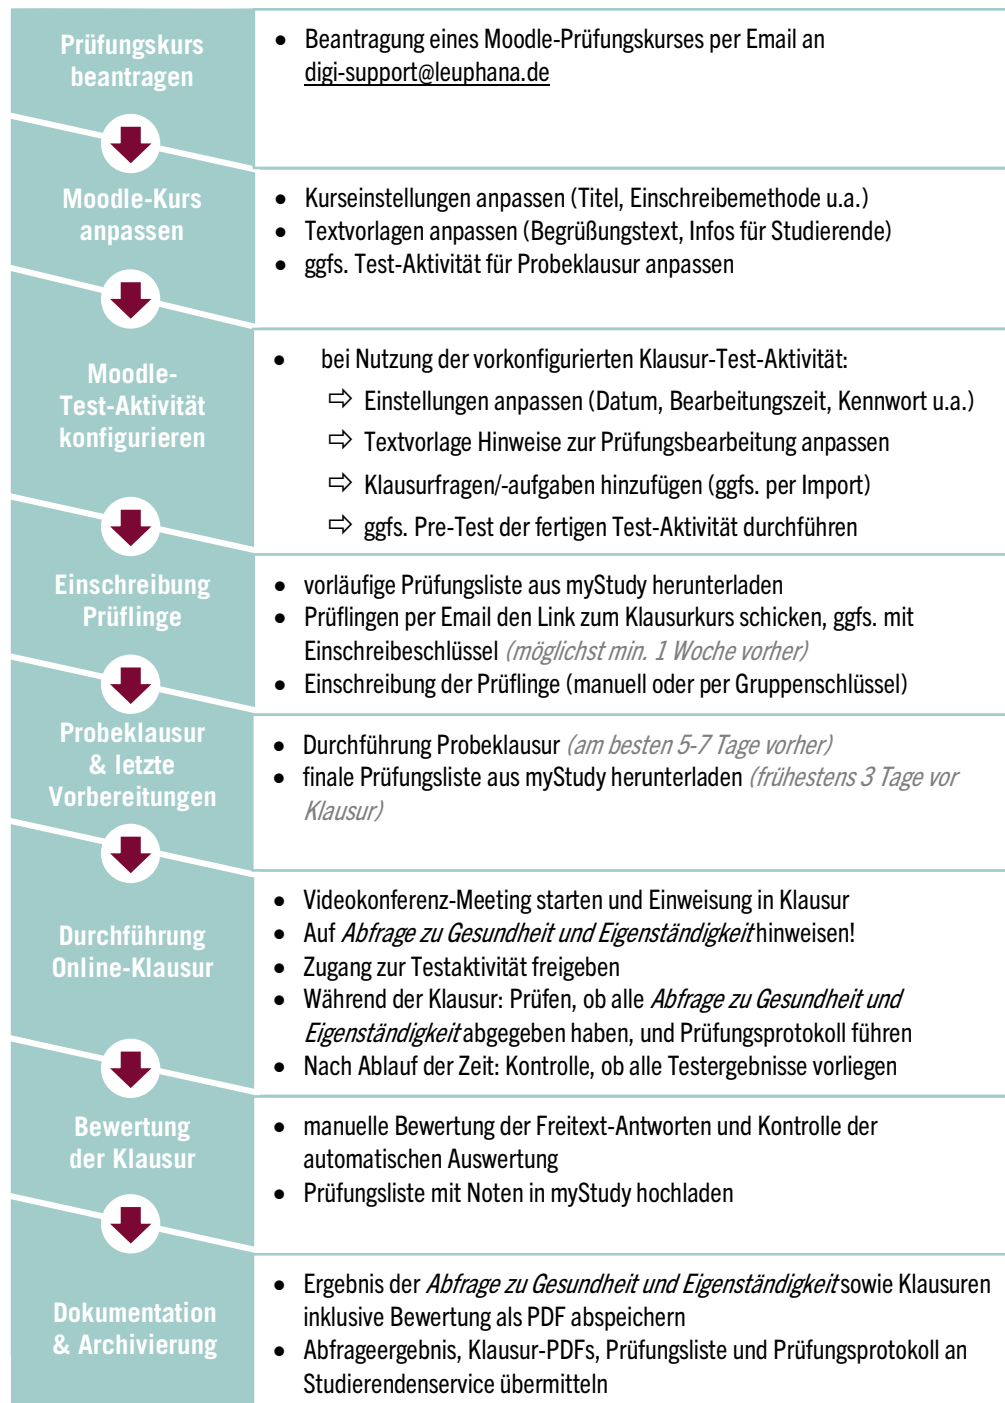 Prüfungskurs
beantragen
• Beantragung eines Moodle-Prüfungskurses per Email an
digi-support@leuphana.de
Moodle-Kurs
anpassen
• Kurseinstellungen anpassen (Titel, Einschreibemethode u.a.)
• Textvorlagen anpassen (Begrüßungstext, Infos für Studierende)
• ggfs. Test-Aktivität für Probeklausur anpassen
Moodle-
Test-Aktivität
konfigurieren
• bei Nutzung der vorkonfigurierten Klausur-Test-Aktivität:
⇨ Einstellungen anpassen (Datum, Bearbeitungszeit, Kennwort u.a.)
⇨ Textvorlage Hinweise zur Prüfungsbearbeitung anpassen
⇨ Klausurfragen/-aufgaben hinzufügen (ggfs. per Import)
⇨ ggfs. Pre-Test der fertigen Test-Aktivität durchführen
Einschreibung
Prüflinge
• vorläufige Prüfungsliste aus myStudy herunterladen
• Prüflingen per Email den Link zum Klausurkurs schicken, ggfs. mit
Einschreibeschlüssel (möglichst min. 1 Woche vorher)
• Einschreibung der Prüflinge (manuell oder per Gruppenschlüssel)
Probeklausur
& letzte
Vorbereitungen
• Durchführung Probeklausur (am besten 5-7 Tage vorher)
• finale Prüfungsliste aus myStudy herunterladen (frühestens 3 Tage vor
Klausur)
Durchführung
Online-Klausur
• Videokonferenz-Meeting starten und Einweisung in Klausur
• Auf Abfrage zu Gesundheit und Eigenständigkeit hinweisen!
• Zugang zur Testaktivität freigeben
• Während der Klausur: Prüfen, ob alle Abfrage zu Gesundheit und
Eigenständigkeit abgegeben haben, und Prüfungsprotokoll führen
• Nach Ablauf der Zeit: Kontrolle, ob alle Testergebnisse vorliegen
Bewertung
der Klausur
• manuelle Bewertung der Freitext-Antworten und Kontrolle der
automatischen Auswertung
• Prüfungsliste mit Noten in myStudy hochladen
Dokumentation
& Archivierung
• Ergebnis der Abfrage zu Gesundheit und Eigenständigkeit sowie Klausuren
inklusive Bewertung als PDF abspeichern
• Abfrageergebnis, Klausur-PDFs, Prüfungsliste und Prüfungsprotokoll an
Studierendenservice übermitteln